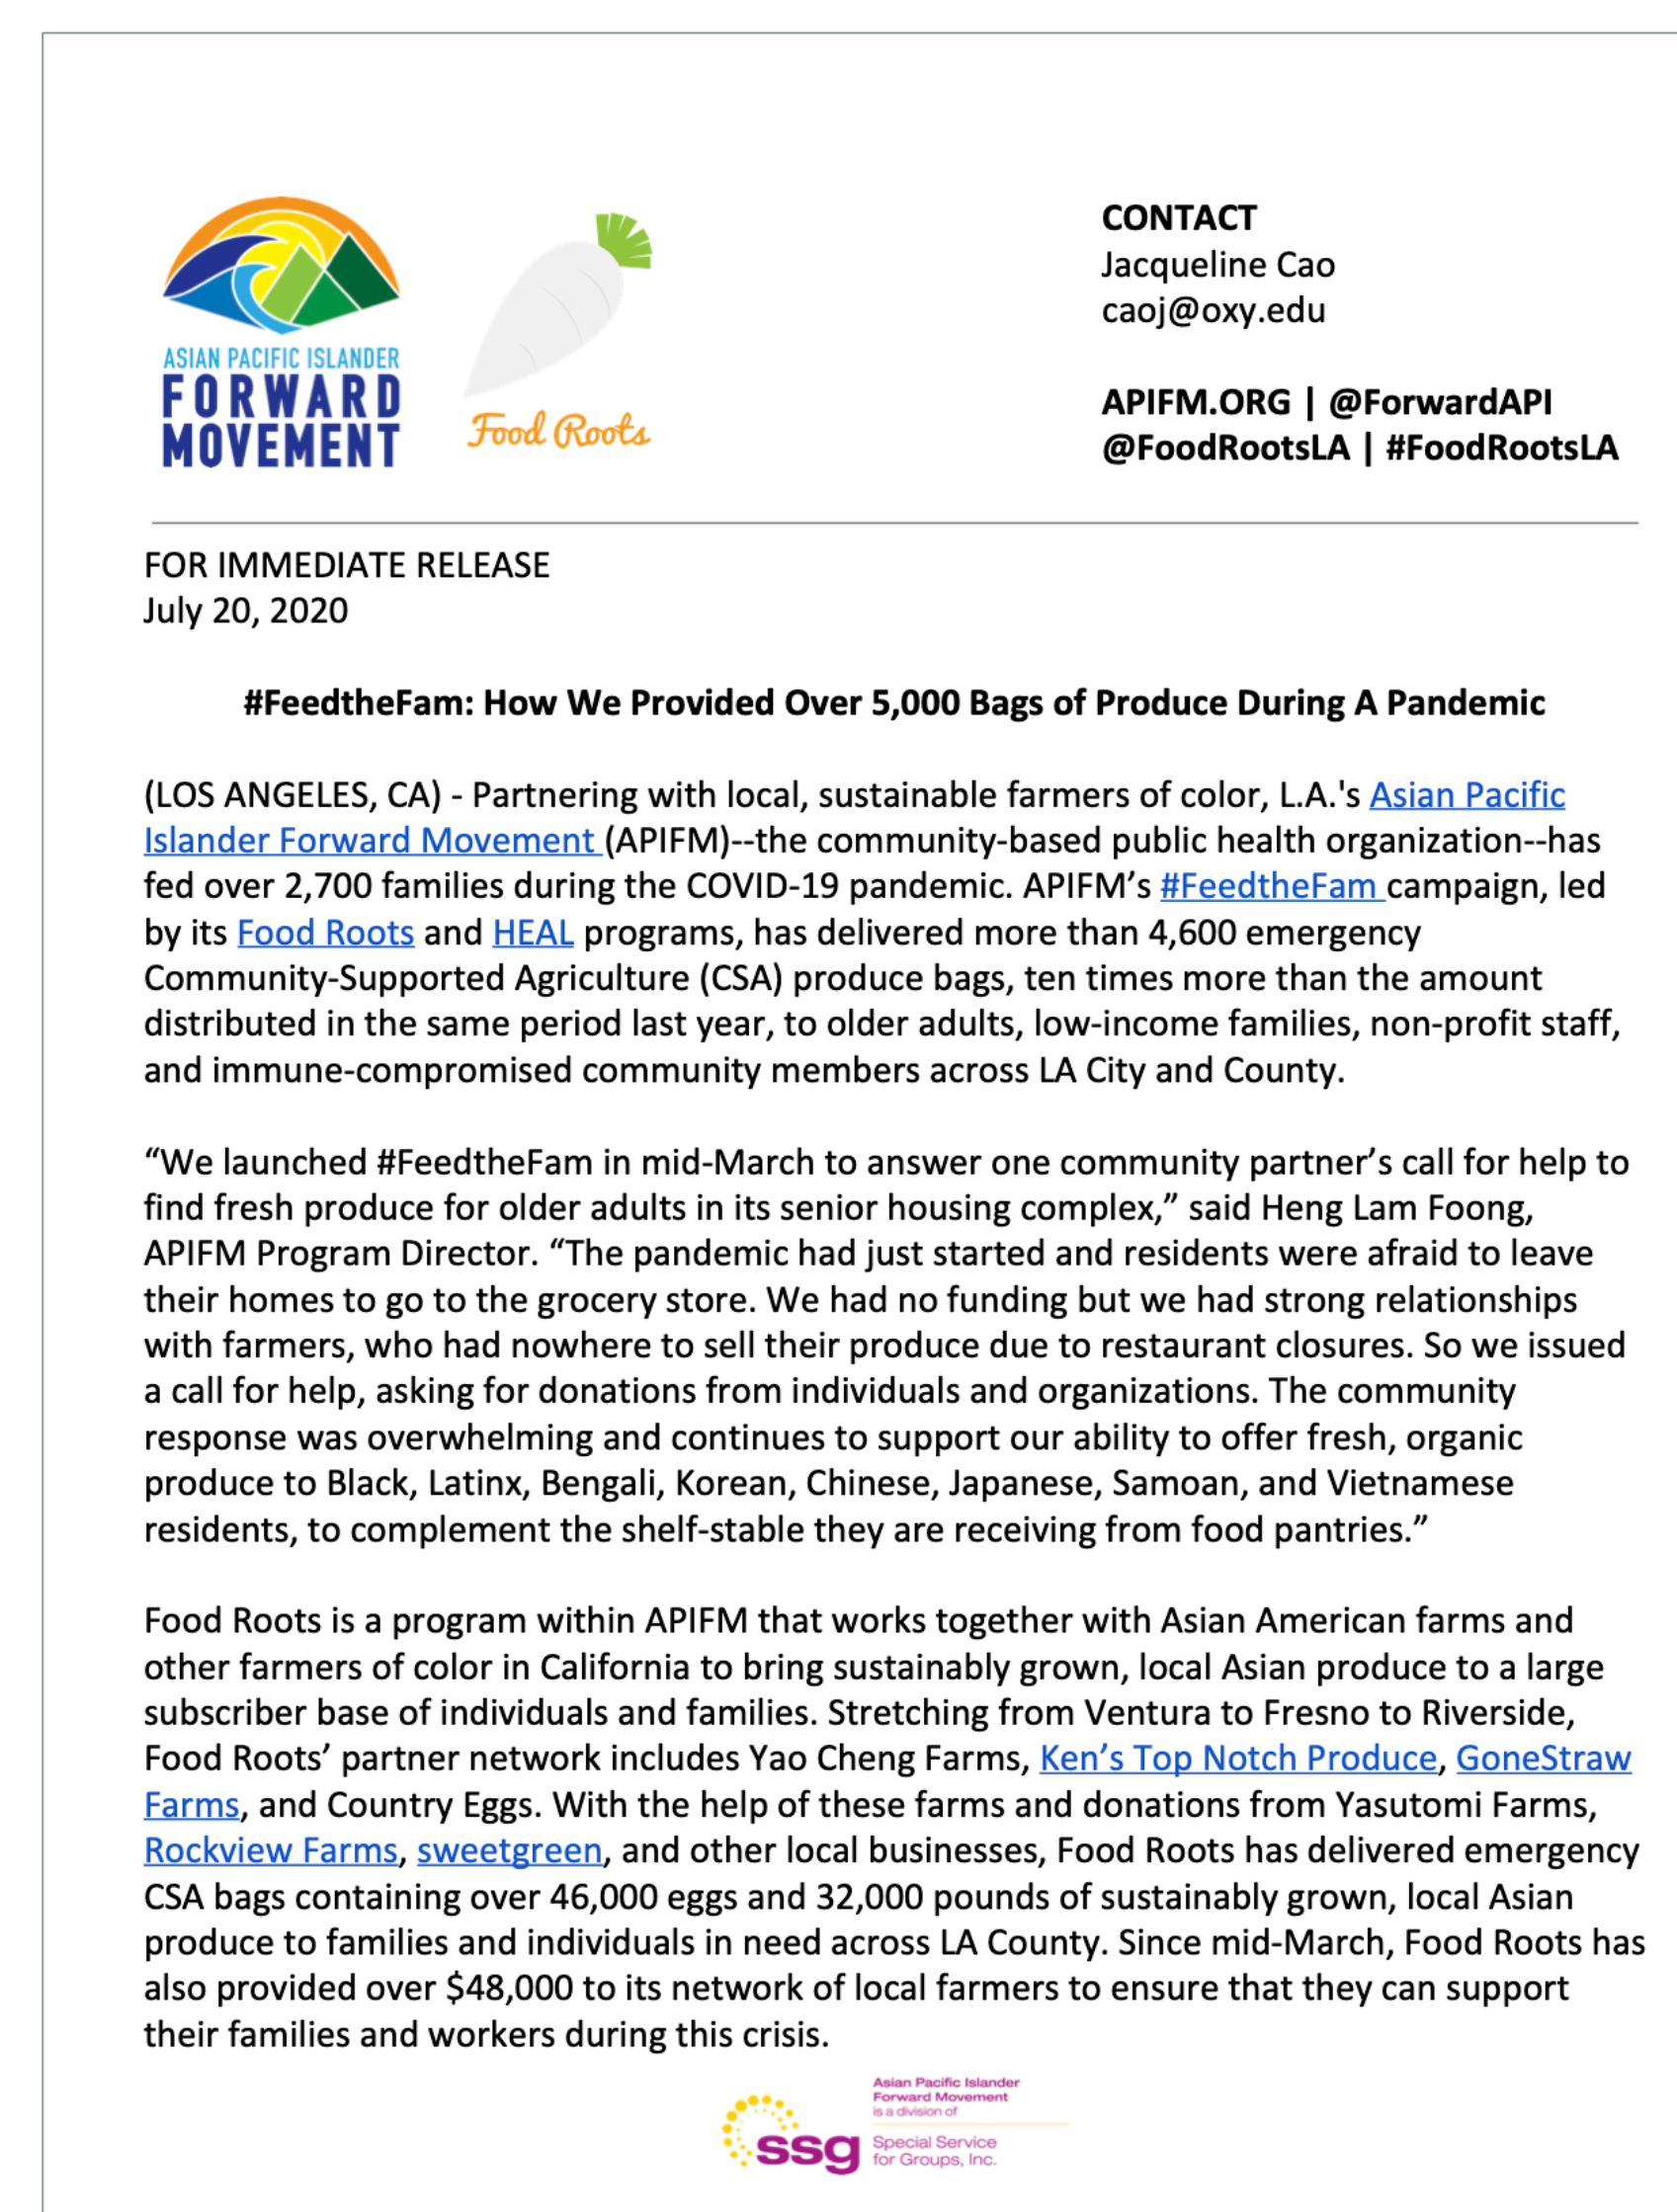 ASIAN PACIFIC ISLANDER
FORWARD
MOVEMENT
Food Roots
CONTACT
Jacqueline Cao
caoj@oxy.edu
APIFM.ORG | @ForwardAPI
@FoodRootsLA | #FoodRootsLA
FOR IMMEDIATE RELEASE
July 20, 2020
#FeedtheFam: How We Provided Over 5,000 Bags of Produce During A Pandemic
(LOS ANGELES, CA) - Partnering with local, sustainable farmers of color, L.A.'s Asian Pacific
Islander Forward Movement (APIFM)--the community-based public health organization--has
fed over 2,700 families during the COVID-19 pandemic. APIFM’s #FeedtheFam campaign, led
by its Food Roots and HEAL programs, has delivered more than 4,600 emergency
Community-Supported Agriculture (CSA) produce bags, ten times more than the amount
distributed in the same period last year, to older adults, low-income families, non-profit staff,
and immune-compromised community members across LA City and County.
“We launched #FeedtheFam in mid-March to answer one community partner’s call for help to
find fresh produce for older adults in its senior housing complex,” said Heng Lam Foong,
APIFM Program Director. “The pandemic had just started and residents were afraid to leave
their homes to go to the grocery store. We had no funding but we had strong relationships
with farmers, who had nowhere to sell their produce due to restaurant closures. So we issued
a call for help, asking for donations from individuals and organizations. The community
response was overwhelming and continues to support our ability to offer fresh, organic
produce to Black, Latinx, Bengali, Korean, Chinese, Japanese, Samoan, and Vietnamese
residents, to complement the shelf-stable they are receiving from food pantries.”
Food Roots is a program within APIFM that works together with Asian American farms and
other farmers of color in California to bring sustainably grown, local Asian produce to a large
subscriber base of individuals and families. Stretching from Ventura to Fresno to Riverside,
Food Roots’ partner network includes Yao Cheng Farms, Ken’s Top Notch Produce, GoneStraw
Farms, and Country Eggs. With the help of these farms and donations from Yasutomi Farms,
Rockview Farms, sweetgreen, and other local businesses, Food Roots has delivered emergency
CSA bags containing over 46,000 eggs and 32,000 pounds of sustainably grown, local Asian
produce to families and individuals in need across LA County. Since mid-March, Food Roots has
also provided over $48,000 to its network of local farmers to ensure that they can support
their families and workers during this crisis.
Asian Pacific Islander
Forward Movement
is a division of
ssg
Special Service
for Groups, Inc.